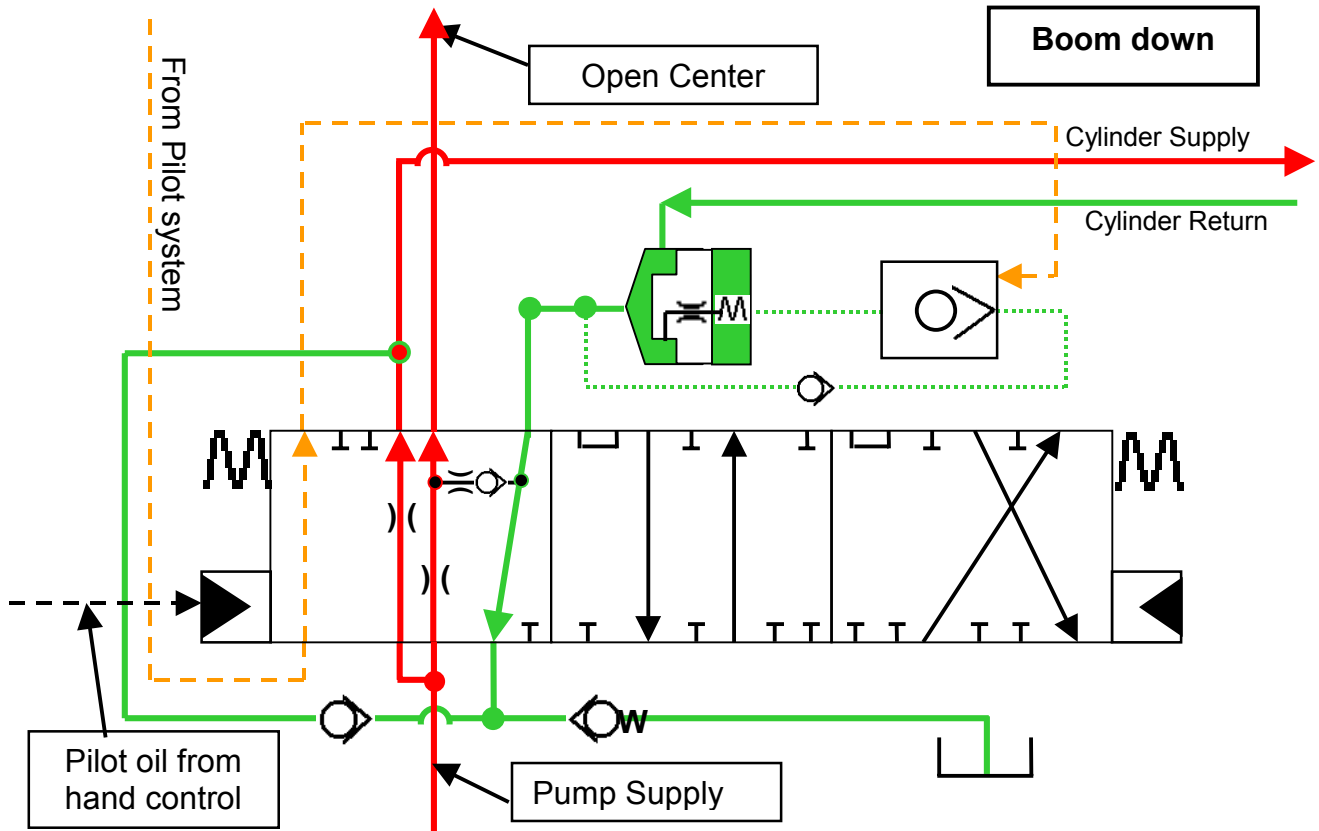 Boom down
Open Center
From Pilot system
Cylinder Supply
Cylinder Return
) (
) (
W
Pilot oil from
hand control
Pump Supply